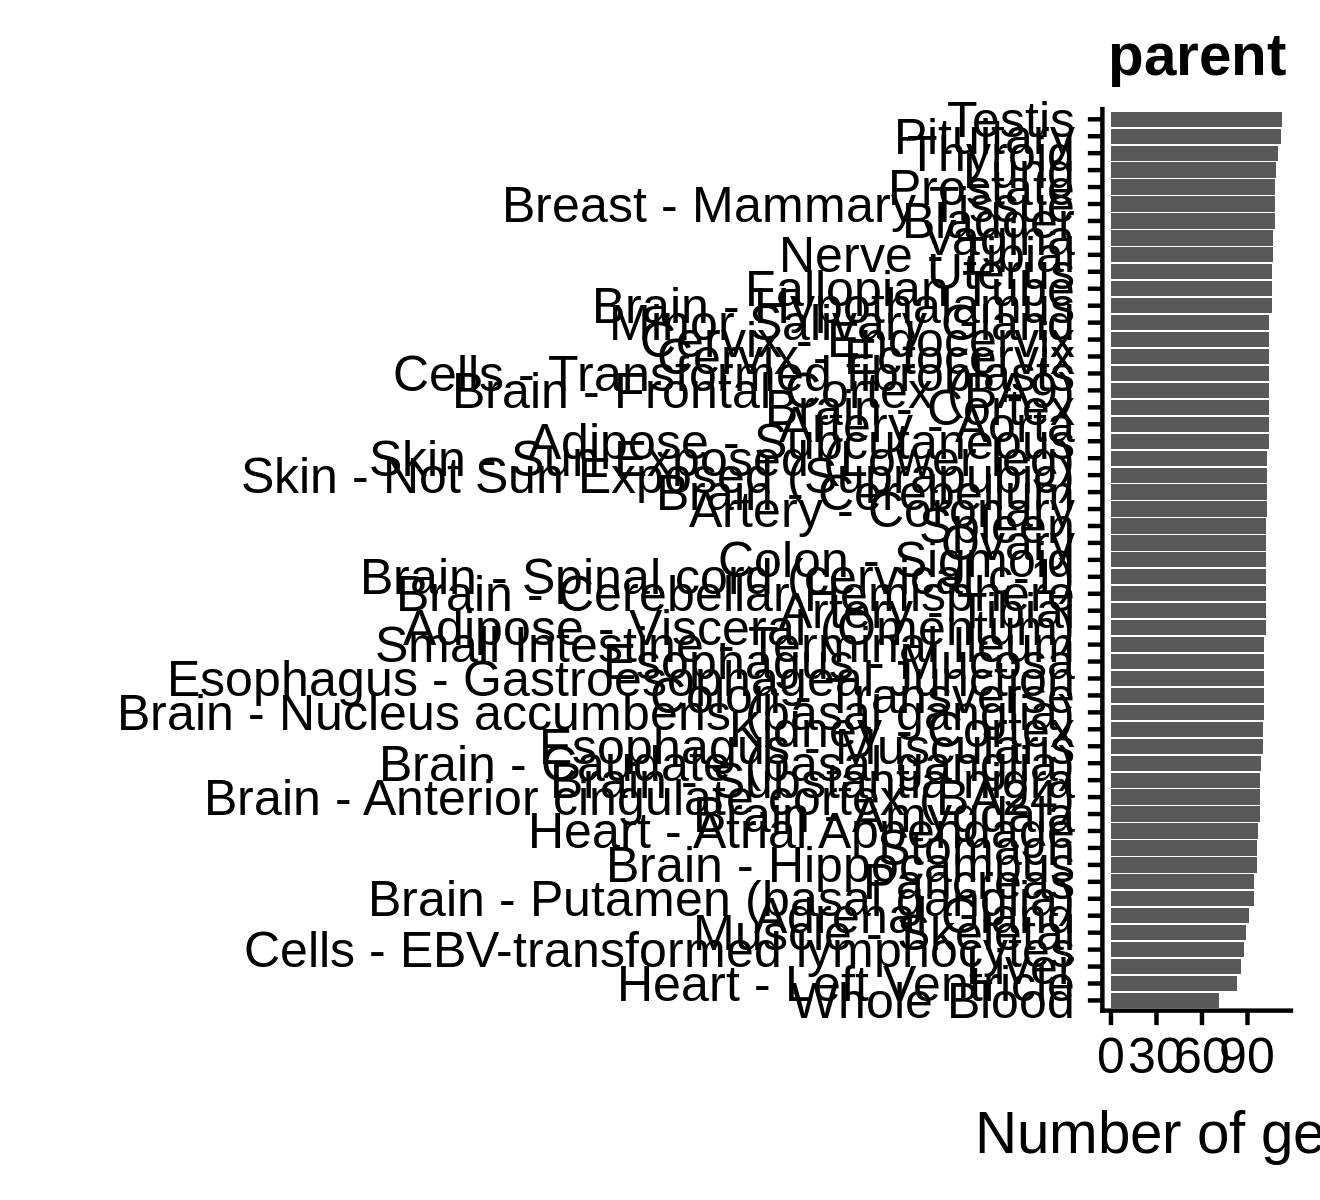 parent
Testis
Pituitary
Thyroid
Lung
Prostate
Breast - Mammary Tissue
Bladder
Vagina
Nerve - Tibial
Uterus
Fallopian Tube
Brain - Hypothalamus
Minor Salivary Gland
Cervix - Endocervix
Cervix - Ectocervix
Cells - Transformed fibroblasts
Brain - Frontal Cortex (BA9)
Brain - Cortex
Artery - Aorta
Adipose - Subcutaneous
Skin - Sun Exposed (Lower leg)
Skin - Not Sun Exposed (Suprapubic)
Brain - Cerebellum
Artery - Coronary
Spleen
Ovary
Colon - Sigmoid
Brain - Spinal cord (cervical c-1)
Brain - Cerebellar Hemisphere
Artery - Tibial
Adipose - Visceral (Omentum)
Small Intestine - Terminal Ileum
Esophagus - Mucosa
Esophagus - Gastroesophageal Junction
Colon - Transverse
Brain - Nucleus accumbens (basal ganglia)
Kidney - Cortex
Esophagus - Muscularis
Brain - Caudate (basal ganglia)
Brain - Substantia nigra
Brain - Anterior cingulate cortex (BA24)
Brain - Amygdala
Heart - Atrial Appendage
Stomach
Brain - Hippocampus
Pancreas
Brain - Putamen (basal ganglia)
Adrenal Gland
Muscle - Skeletal
Cells - EBV-transformed lymphocytes
Liver
Heart - Left Ventricle
Whole Blood
0 30 60 90
Number of ge